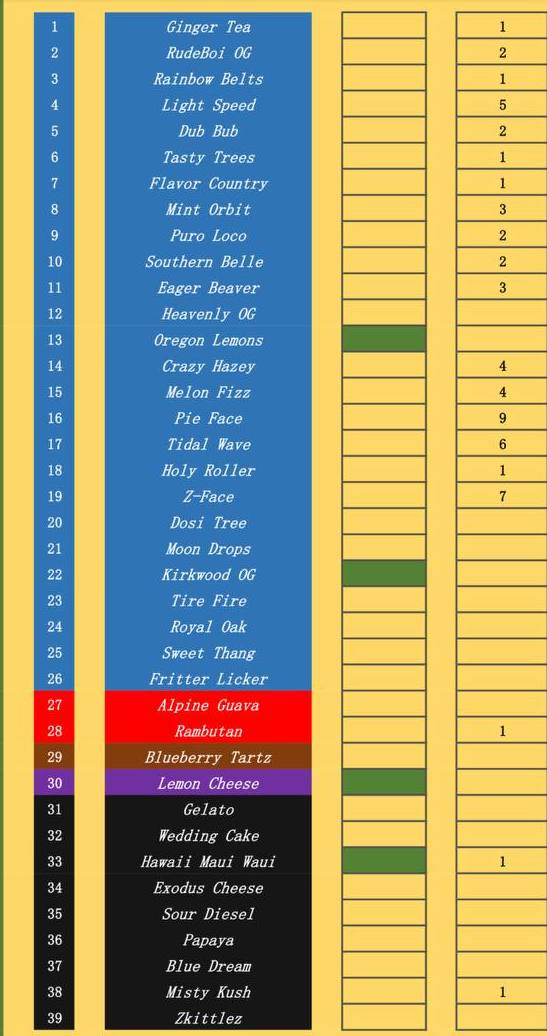 1 Ginger Tea 1
2 RudeBoi OG 2
3 Rainbow Belts 1
4 Light Speed 5
5 Dub Bub 2
6 Tasty Trees 1
7 Flavor Country 1
8 Mint Orbit 3
9 Puro Loco 2
10 Southern Belle 2
11 Eager Beaver 3
12 Heavenly OG
13 Oregon Lemons
14 Crazy Hazey 4
15 Melon Fizz 4
16 Pie Face 9
17 Tidal Wave 6
18 Holy Roller 1
19 Z-Face 7
20 Dosi Tree
21 Moon Drops
22 Kirkwood OG
23 Tire Fire
24 Royal Oak
25 Sweet Thang
26 Fritter Licker
27 Alpine Guava
28 Rambutan 1
29 Blueberry Tartz
30 Lemon Cheese
31 Gelato
32 Wedding Cake
33 Hawaii Maui Waui 1
34 Exodus Cheese
35 Sour Diesel
36 Papaya
37 Blue Dream
38 Misty Kush 1
39 Zkittlez